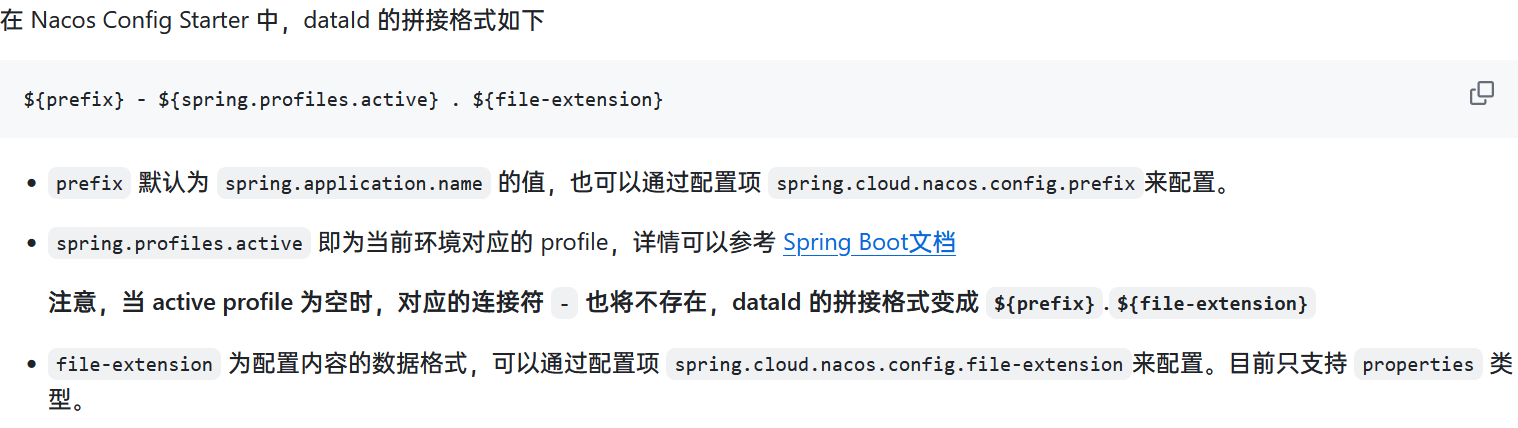 在 Nacos Config Starter 中，dataId 的拼接格式如下
${prefix} - ${spring.profiles.active} . ${file-extension}
prefix 默认为 spring.application.name 的值，也可以通过配置项 spring.cloud.nacos.config.prefix来配置。
spring.profiles.active 即为当前环境对应的 profile，详情可以参考 Spring Boot文档
注意，当 active profile 为空时，对应的连接符 - 也将不存在，dataId 的拼接格式变成 ${prefix}.${file-extension}
file-extension 为配置内容的数据格式，可以通过配置项 spring.cloud.nacos.config.file-extension来配置。目前只支持 properties 类
型。